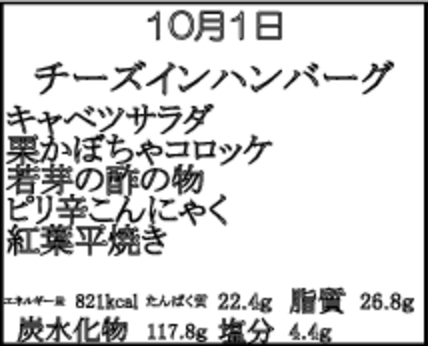 10月1日
チーズインハンバーグ
キャベツサラダ
栗かぼちゃコロッケ
若芽の酢の物
ピリ辛こんにゃく
紅葉平焼き
エネルギー量 821kcal たんぱく質 22.4g 脂質 26.8g
炭水化物 117.8g 塩分 4.4g